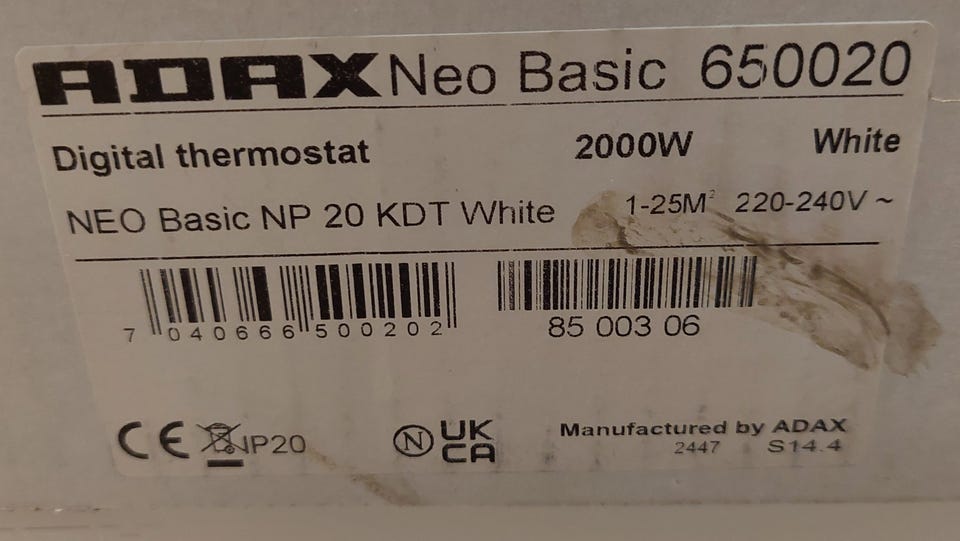 ADAX Neo Basic 650020
Digital thermostat 2000W White
NEO Basic NP 20 KDT White 1-25M² 220-240V ~
7 040666 500202
85 003 06
CE IP20 N UK CA Manufactured by ADAX
2447 S14.4